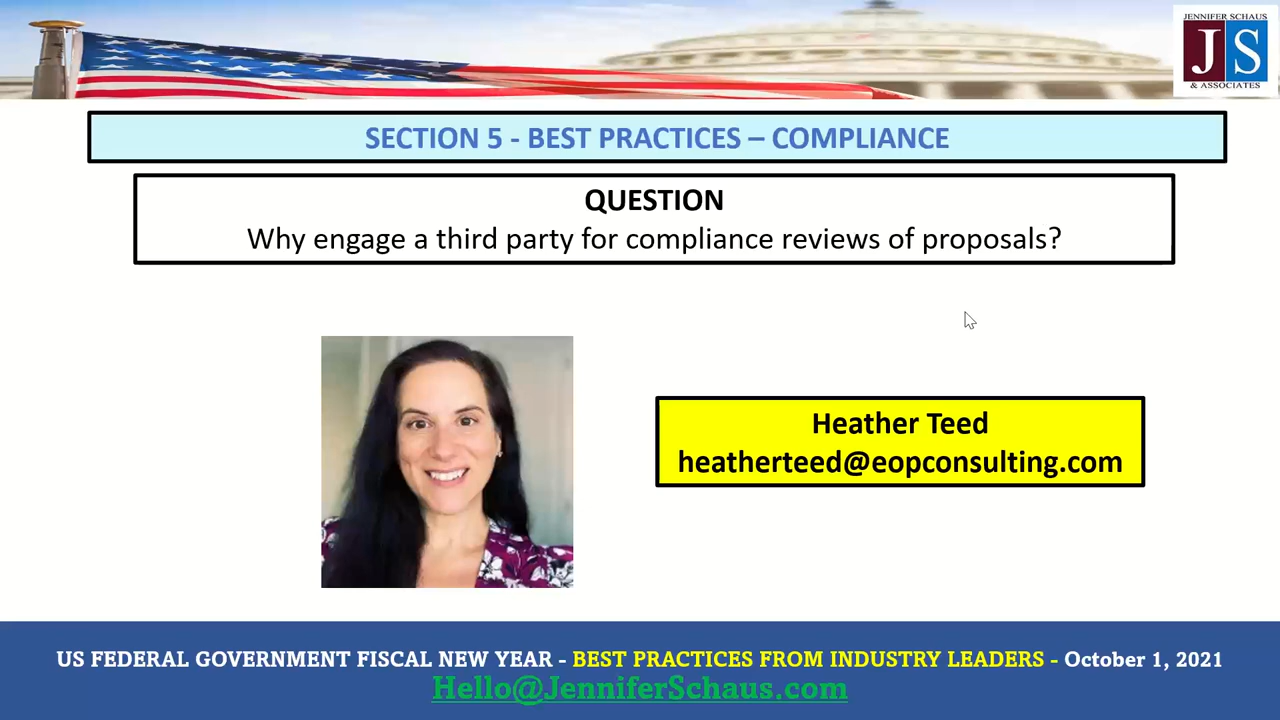 JENNIFER SCHAUS
JS
& ASSOCIATES
SECTION 5 - BEST PRACTICES – COMPLIANCE
QUESTION
Why engage a third party for compliance reviews of proposals?
Heather Teed
heatherteed@eopconsulting.com
US FEDERAL GOVERNMENT FISCAL NEW YEAR - BEST PRACTICES FROM INDUSTRY LEADERS - October 1, 2021
Hello@JenniferSchaus.com